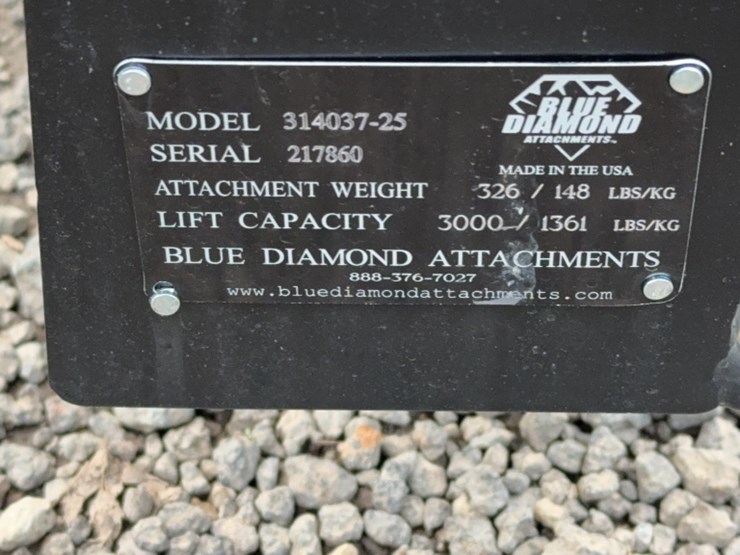 BLUE
DIAMOND
ATTACHMENTS
MODEL 314037-25
SERIAL 217860
MADE IN THE USA
ATTACHMENT WEIGHT 326 / 148 LBS/KG
LIFT CAPACITY 3000 / 1361 LBS/KG
BLUE DIAMOND ATTACHMENTS
888-376-7027
www.bluediamondattachments.com